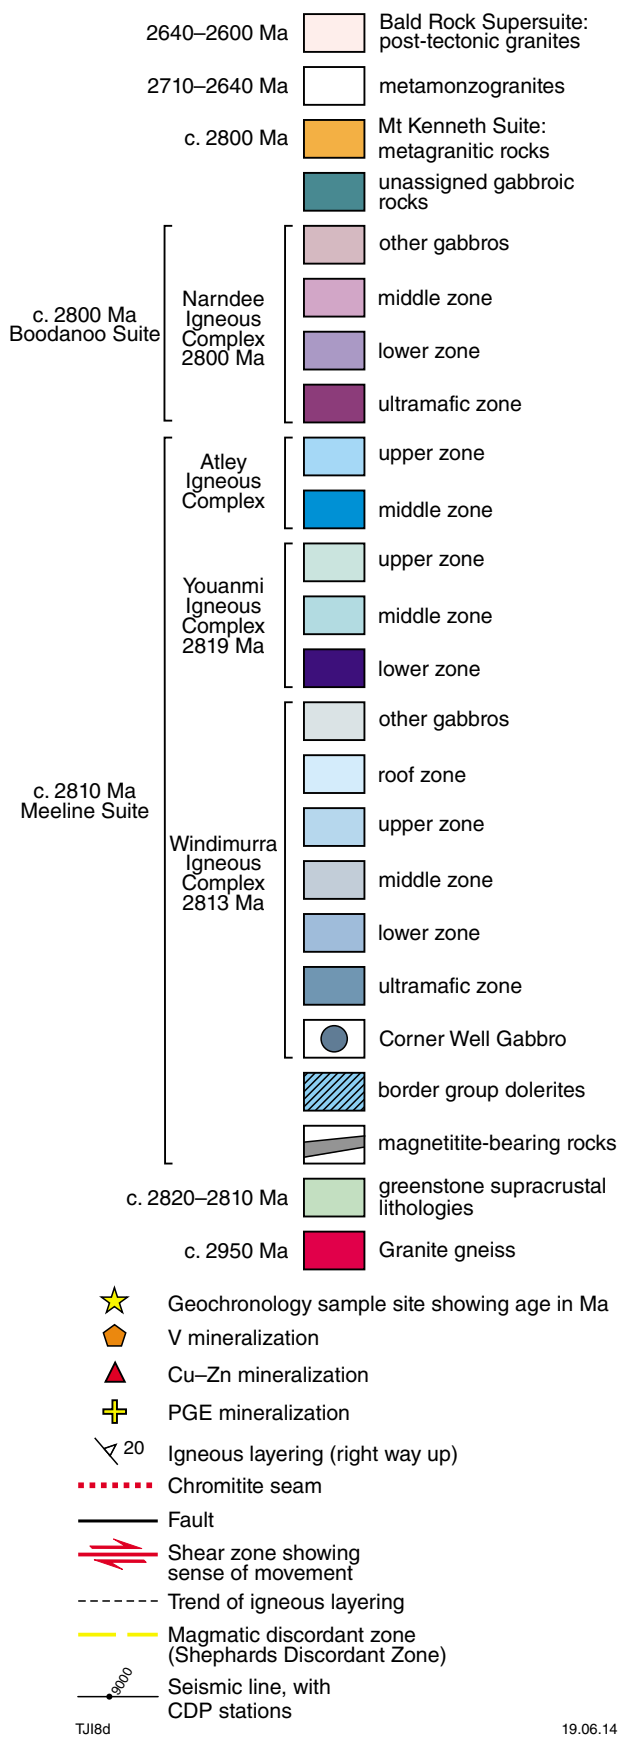 2640–2600 Ma
Bald Rock Supersuite:
post-tectonic granites
2710–2640 Ma
metamonzogranites
c. 2800 Ma
Mt Kenneth Suite:
metagranitic rocks
unassigned gabbroic
rocks
c. 2800 Ma
Boodanoo Suite
Narndee
Igneous
Complex
2800 Ma
other gabbros
middle zone
lower zone
ultramafic zone
c. 2810 Ma
Meeline Suite
Atley
Igneous
Complex
upper zone
middle zone
Youanmi
Igneous
Complex
2819 Ma
upper zone
middle zone
lower zone
Windimurra
Igneous
Complex
2813 Ma
other gabbros
roof zone
upper zone
middle zone
lower zone
ultramafic zone
Corner Well Gabbro
border group dolerites
magnetitite-bearing rocks
c. 2820–2810 Ma
greenstone supracrustal
lithologies
c. 2950 Ma
Granite gneiss
Geochronology sample site showing age in Ma
V mineralization
Cu–Zn mineralization
PGE mineralization
20
Igneous layering (right way up)
Chromitite seam
Fault
Shear zone showing
sense of movement
Trend of igneous layering
Magmatic discordant zone
(Shephards Discordant Zone)
9000
Seismic line, with
CDP stations
TJI8d
19.06.14